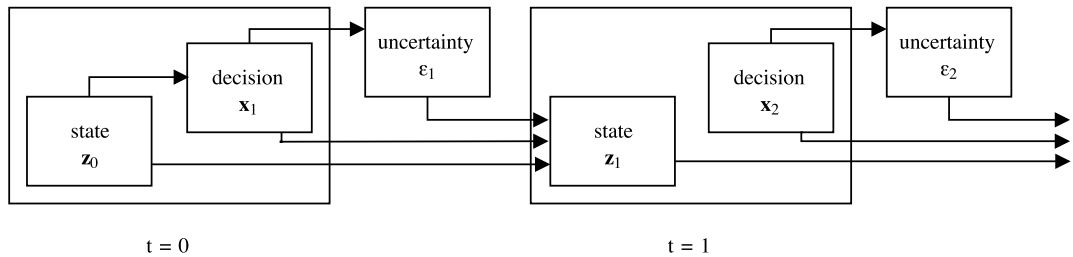 state
z₀
decision
x₁
uncertainty
ε₁
state
z₁
decision
x₂
uncertainty
ε₂
t = 0
t = 1